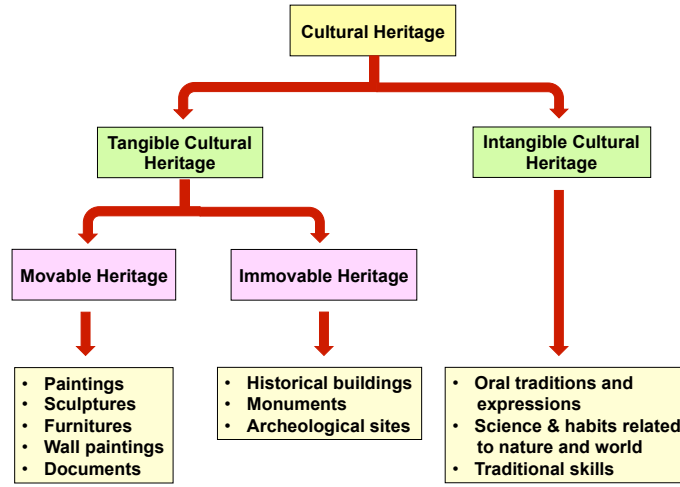 Cultural Heritage
Tangible Cultural
Heritage
Intangible Cultural
Heritage
Movable Heritage
Immovable Heritage
• Paintings
• Sculptures
• Furnitures
• Wall paintings
• Documents
• Historical buildings
• Monuments
• Archeological sites
• Oral traditions and
expressions
• Science & habits related
to nature and world
• Traditional skills